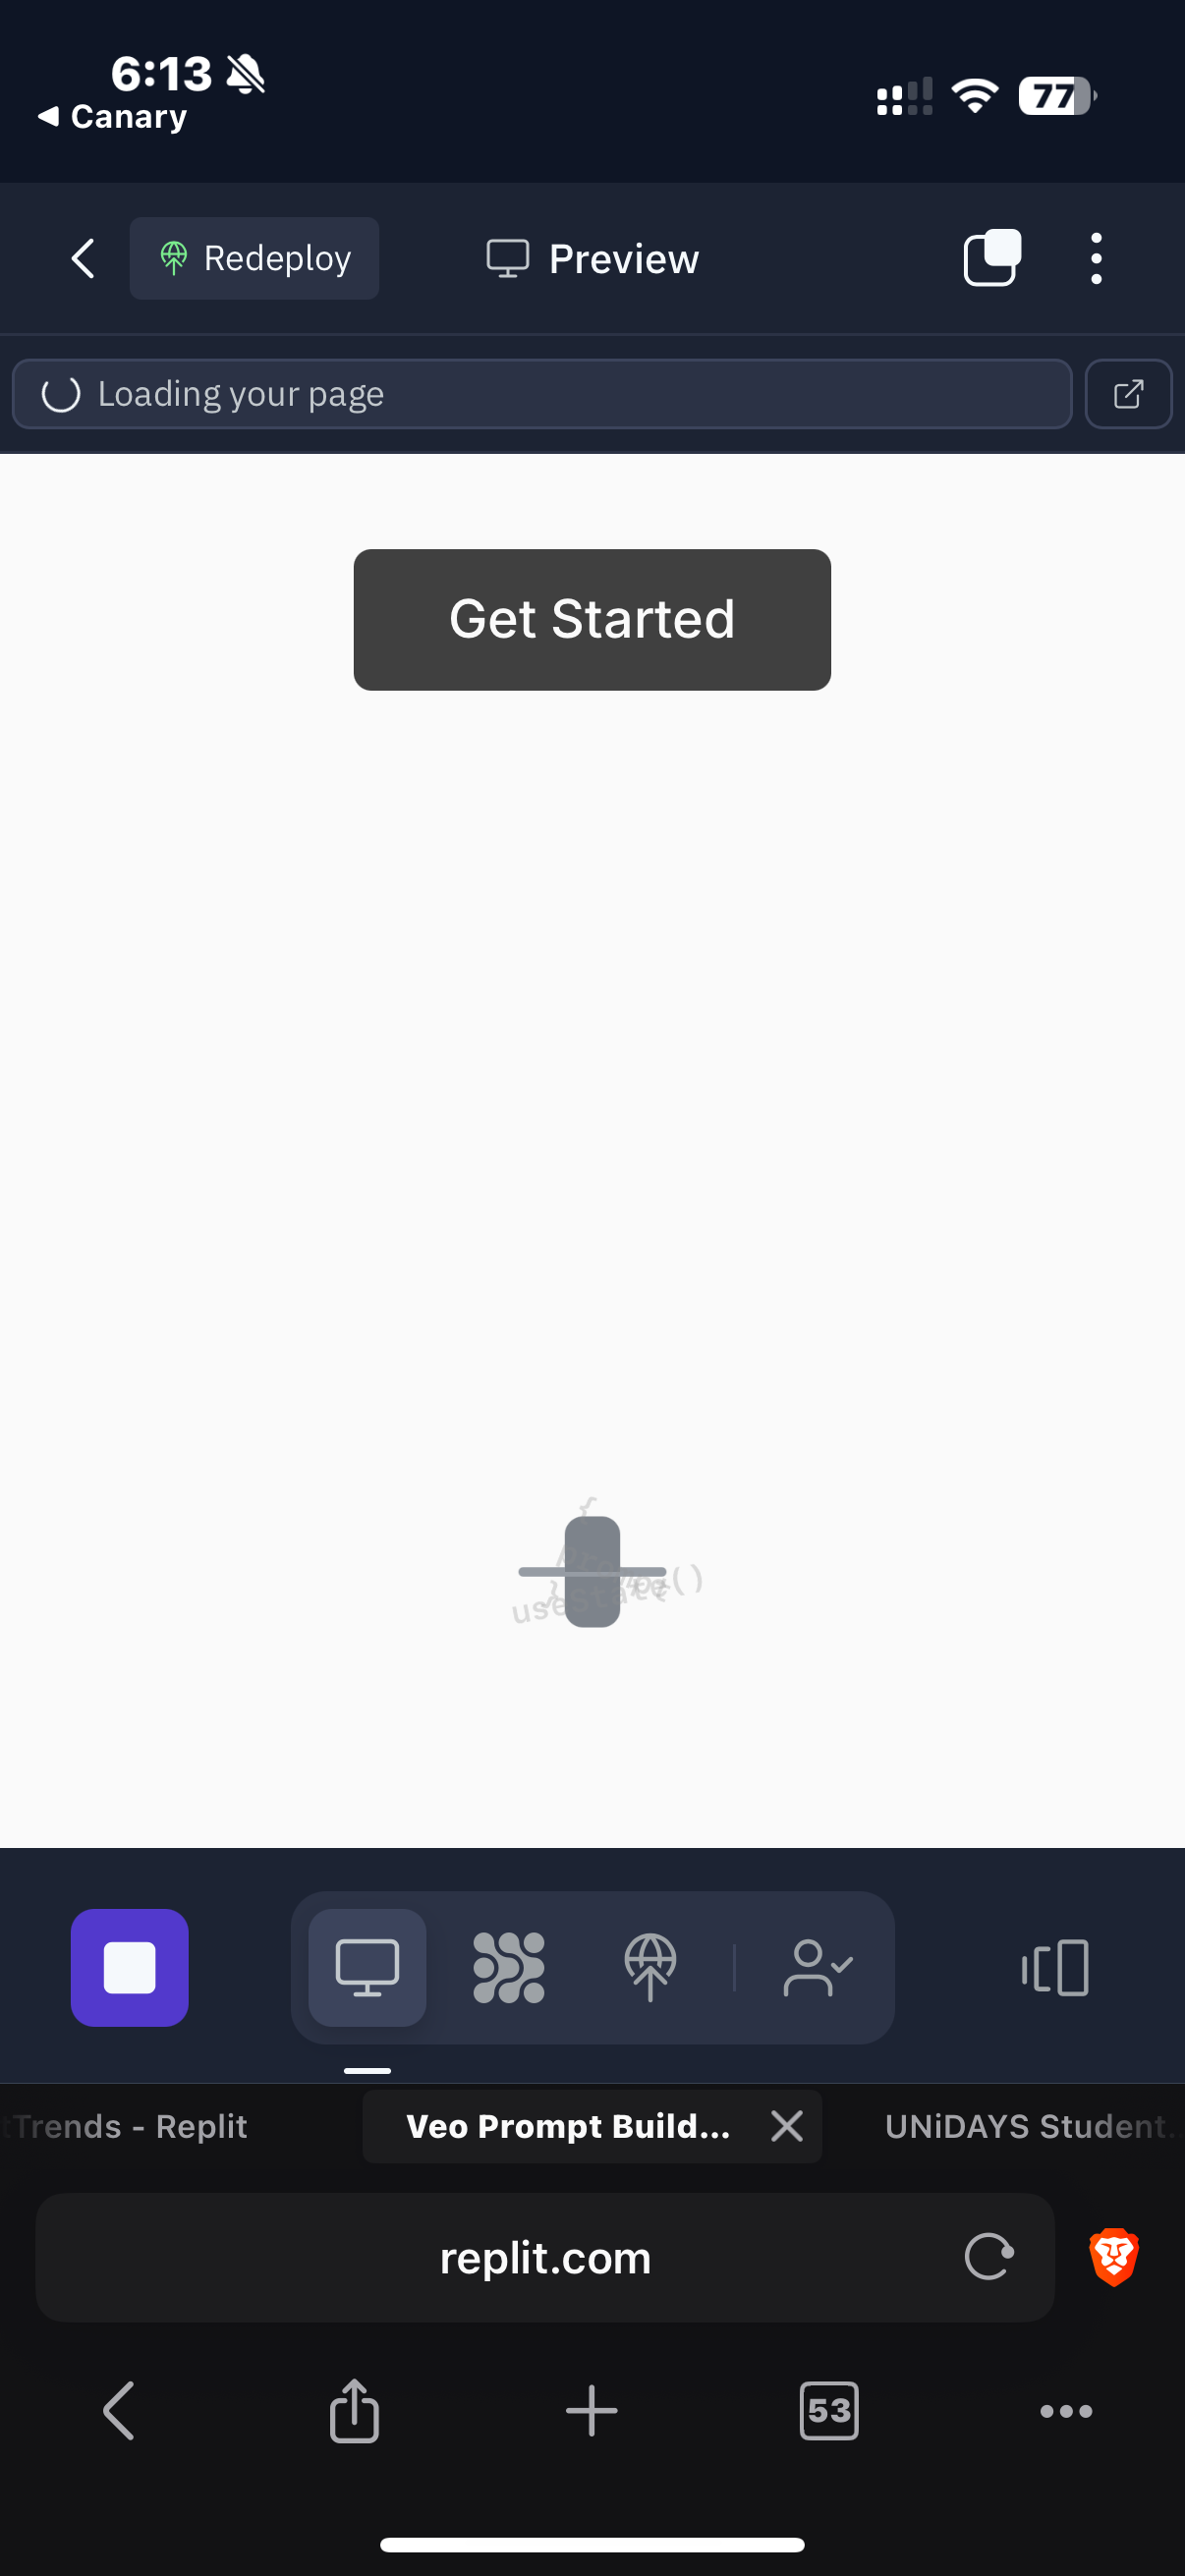 6:13
Canary
77
Redeploy
Preview
Loading your page
Get Started
{
useState()
Trends - Replit
Veo Prompt Build...
UNiDAYS Student...
replit.com
53